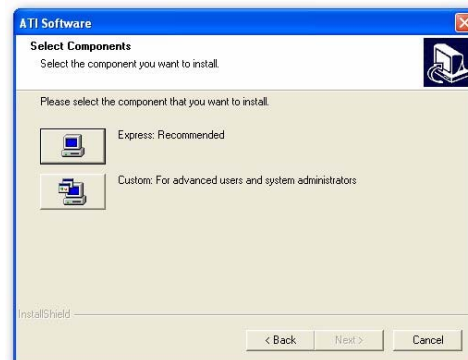 ATI Software
Select Components
Select the component you want to install.
Please select the component that you want to install.
Express: Recommended
Custom: For advanced users and system administrators
InstallShield
< Back Next > Cancel